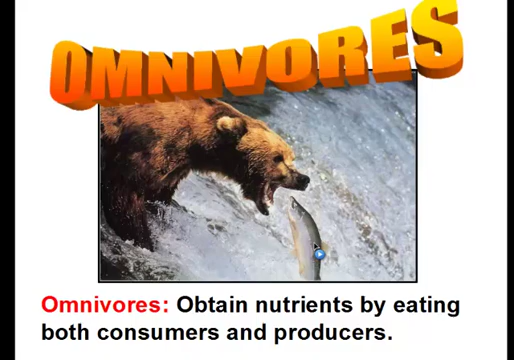 OMNIVORES
Omnivores: Obtain nutrients by eating
both consumers and producers.